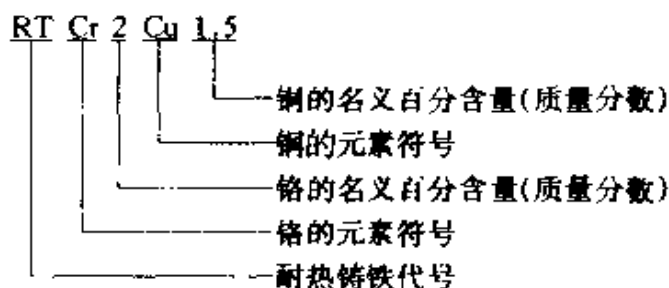 RT Cr 2 Cu 1.5
铜的名义百分含量(质量分数)
铜的元素符号
铬的名义百分含量(质量分数)
铬的元素符号
耐热铸铁代号